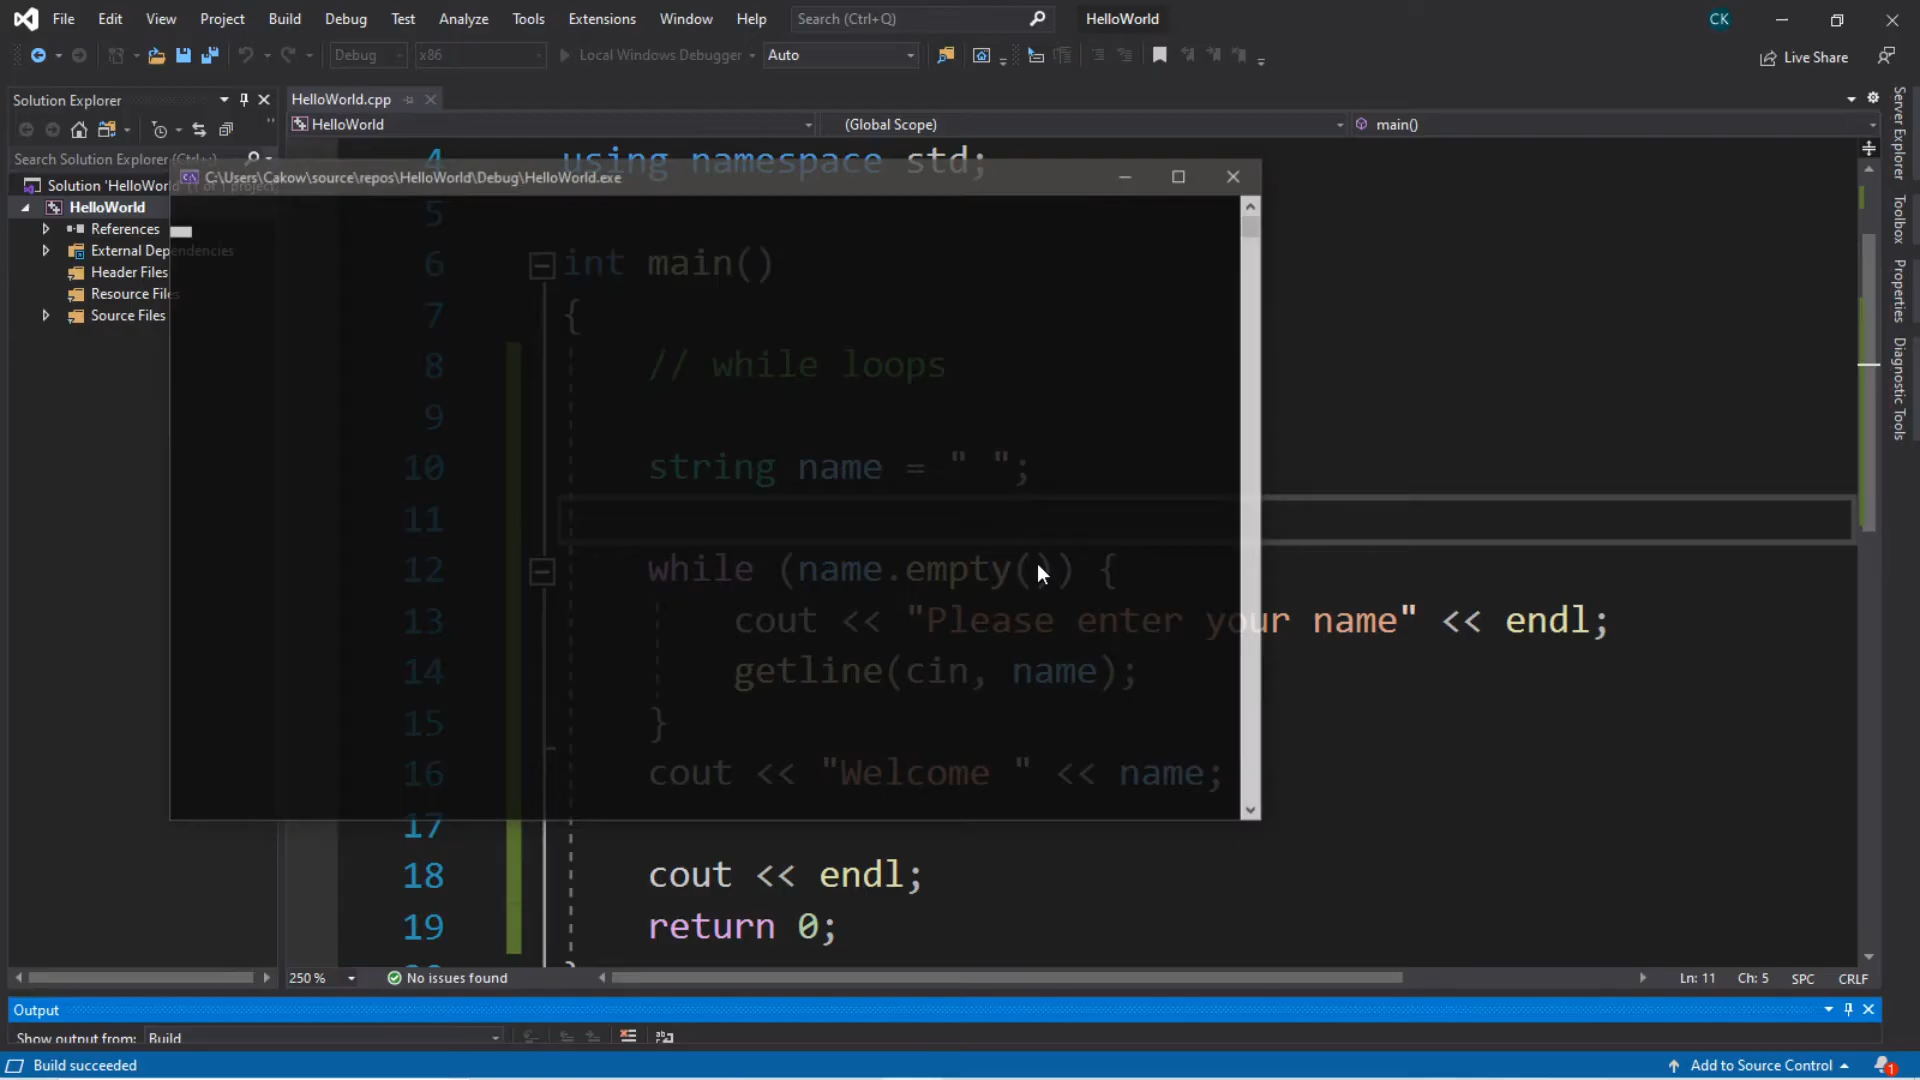 File Edit View Project Build Debug Test Analyze Tools Extensions Window Help Search (Ctrl+Q) HelloWorld CK
Debug x86 Local Windows Debugger Auto Live Share
Solution Explorer
Search Solution Explorer (Ctrl+;)
Solution 'HelloWorld' (1 of 1 project)
HelloWorld
References
External Dependencies
Header Files
Resource Files
Source Files
HelloWorld.cpp
HelloWorld (Global Scope) main()
C:\Users\Cakow\source\repos\HelloWorld\Debug\HelloWorld.exe
4 using namespace std;
5
6 int main()
7 {
8 // while loops
9
10 string name = " ";
11
12 while (name.empty()) {
13 cout << "Please enter your name" << endl;
14 getline(cin, name);
15 }
16 cout << "Welcome " << name;
17
18 cout << endl;
19 return 0;
250 % No issues found Ln: 11 Ch: 5 SPC CRLF
Server Explorer
Toolbox
Properties
Diagnostic Tools
Output
Show output from: Build
Build succeeded Add to Source Control 1